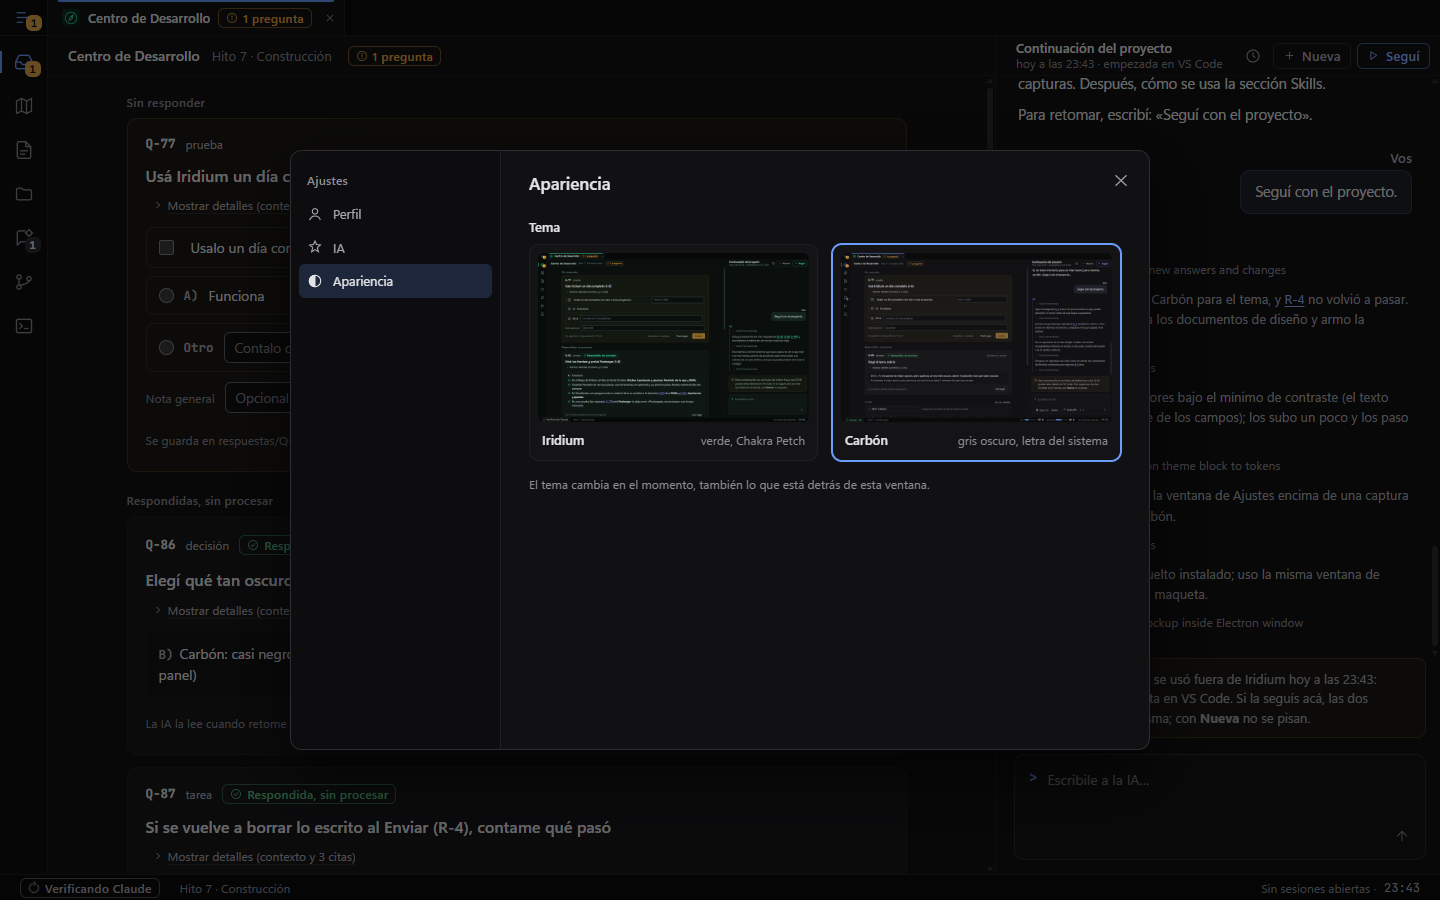 1
Centro de Desarrollo
1 pregunta
1
1
Centro de Desarrollo Hito 7 · Construcción
1 pregunta
Continuación del proyecto
hoy a las 23:43 · empezada en VS Code
Nueva
Seguí
capturas. Después, cómo se usa la sección Skills.
Para retomar, escribí: «Seguí con el proyecto».
Vos
Seguí con el proyecto.
new answers and changes
Carbón para el tema, y R-4 no volvió a pasar.
los documentos de diseño y armo la
ores bajo el mínimo de contraste (el texto
de los campos); los subo un poco y los paso
on theme block to tokens
la ventana de Ajustes encima de una captura
bón.
uelto instalado; uso la misma ventana de
maqueta.
ockup inside Electron window
se usó fuera de Iridium hoy a las 23:43:
ta en VS Code. Si la seguís acá, las dos
sma; con Nueva no se pisan.
> Escribile a la IA...
Sin responder
Q-77 prueba
Usá Iridium un día c
Mostrar detalles (conte
Usalo un día cor
A) Funciona
Otro Contalo c
Nota general Opcional
Se guarda en respuestas/Q
Respondidas, sin procesar
Q-86 decisión Resp
Elegí qué tan oscuro
Mostrar detalles (conte
B) Carbón: casi negro
panel)
La IA la lee cuando retome
Q-87 tarea Respondida, sin procesar
Si se vuelve a borrar lo escrito al Enviar (R-4), contame qué pasó
Mostrar detalles (contexto y 3 citas)
Ajustes
Perfil
IA
Apariencia
Apariencia
Tema
Iridium verde, Chakra Petch
Carbón gris oscuro, letra del sistema
El tema cambia en el momento, también lo que está detrás de esta ventana.
Verificando Claude
Hito 7 · Construcción
Sin sesiones abiertas · 23:43